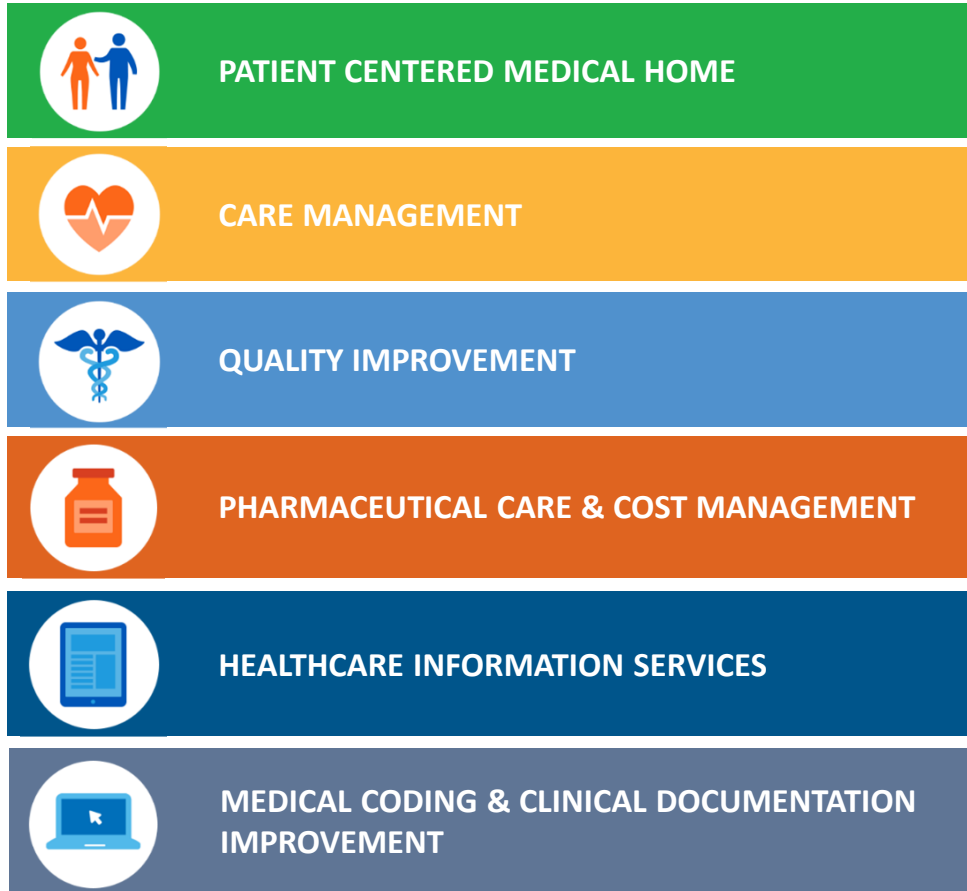 PATIENT CENTERED MEDICAL HOME
CARE MANAGEMENT
QUALITY IMPROVEMENT
PHARMACEUTICAL CARE & COST MANAGEMENT
HEALTHCARE INFORMATION SERVICES
MEDICAL CODING & CLINICAL DOCUMENTATION
IMPROVEMENT